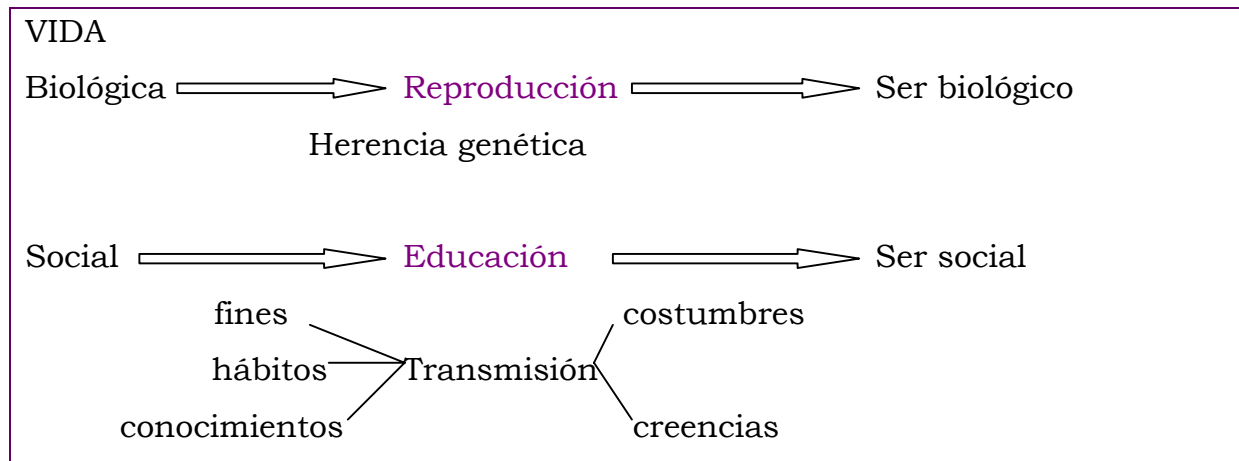 VIDA
Biológica Reproducción Ser biológico
Herencia genética
Social Educación Ser social
fines costumbres
hábitos Transmisión
conocimientos creencias